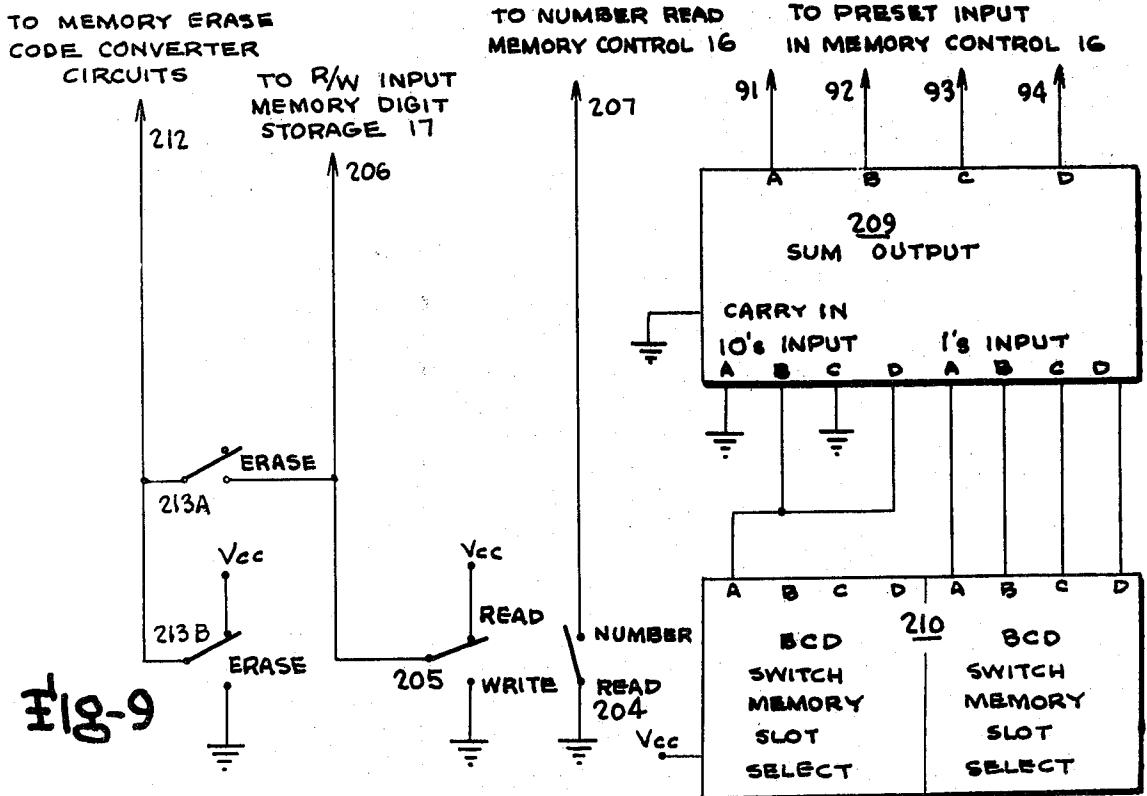 TO MEMORY ERASE
CODE CONVERTER
CIRCUITS
212
TO R/W INPUT
MEMORY DIGIT
STORAGE 17
206
TO NUMBER READ
MEMORY CONTROL 16
207
TO PRESET INPUT
IN MEMORY CONTROL 16
91 92 93 94
A B C D
209
SUM OUTPUT
CARRY IN
10's INPUT 1's INPUT
A B C D A B C D
ERASE
213A
Vcc
213B
ERASE
Vcc
READ
205
WRITE
NUMBER
READ
204
Vcc
A B C D A B C D
210
BCD
SWITCH
MEMORY
SLOT
SELECT
BCD
SWITCH
MEMORY
SLOT
SELECT
Fig-9